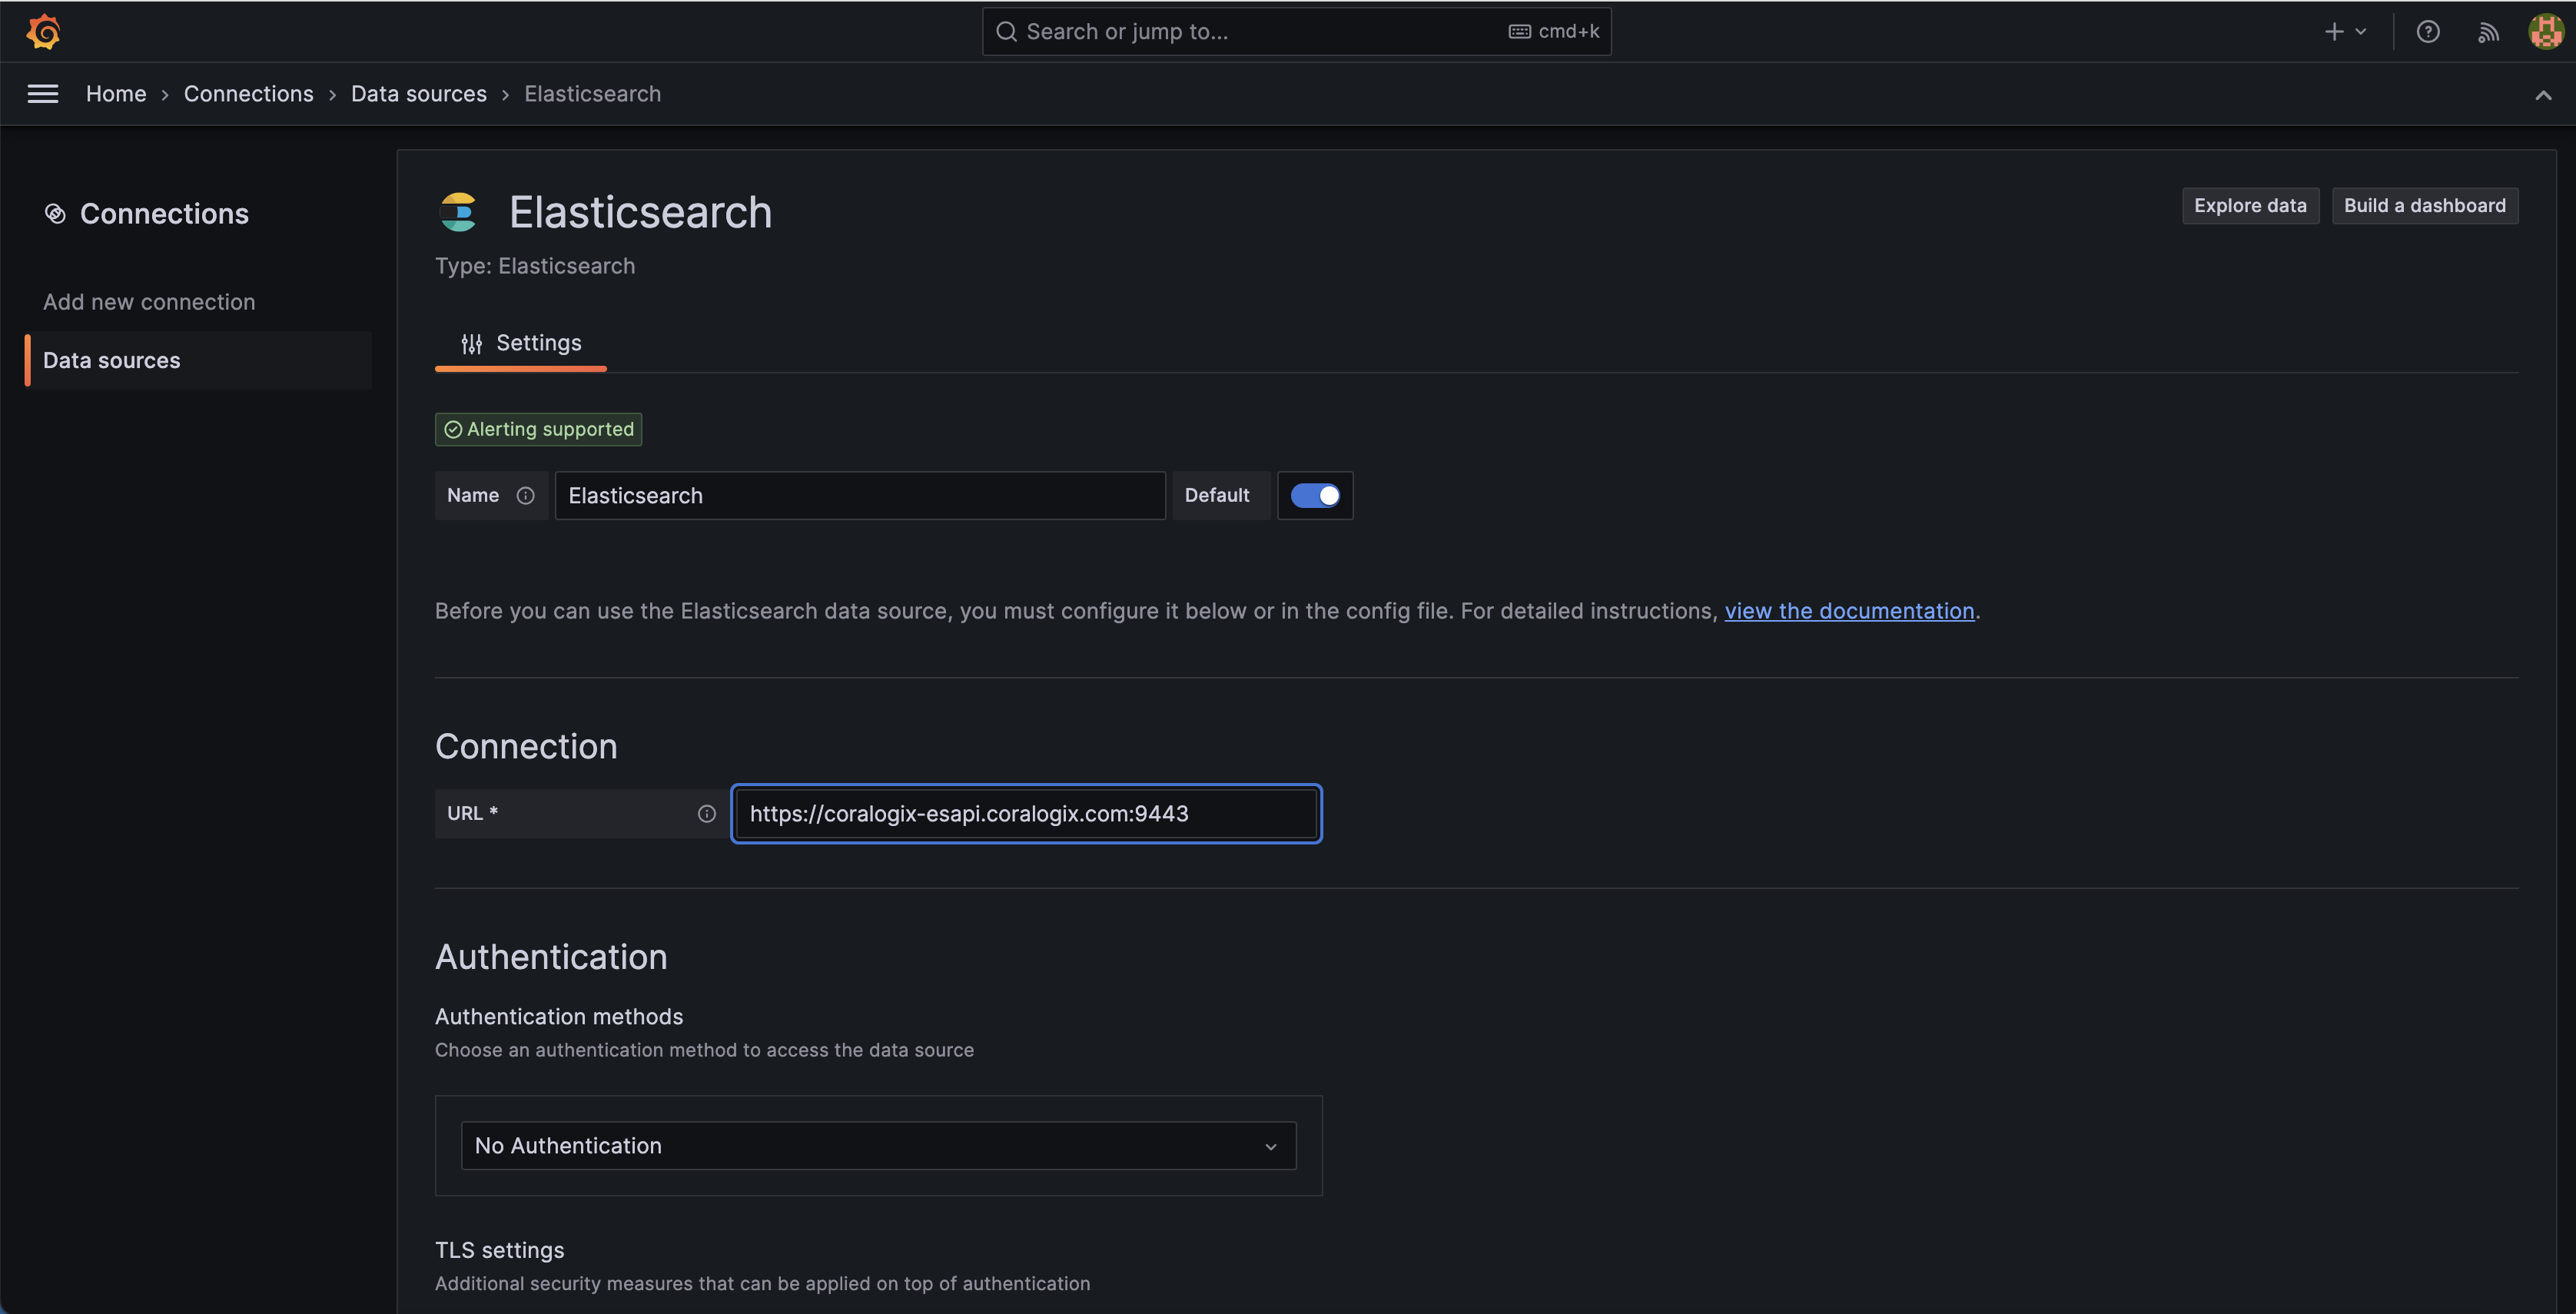 Search or jump to... cmd+k
Home › Connections › Data sources › Elasticsearch
Connections
Add new connection
Data sources
Elasticsearch
Explore data
Build a dashboard
Type: Elasticsearch
Settings
Alerting supported
Name Elasticsearch Default
Before you can use the Elasticsearch data source, you must configure it below or in the config file. For detailed instructions, view the documentation.
Connection
URL * https://coralogix-esapi.coralogix.com:9443
Authentication
Authentication methods
Choose an authentication method to access the data source
No Authentication
TLS settings
Additional security measures that can be applied on top of authentication